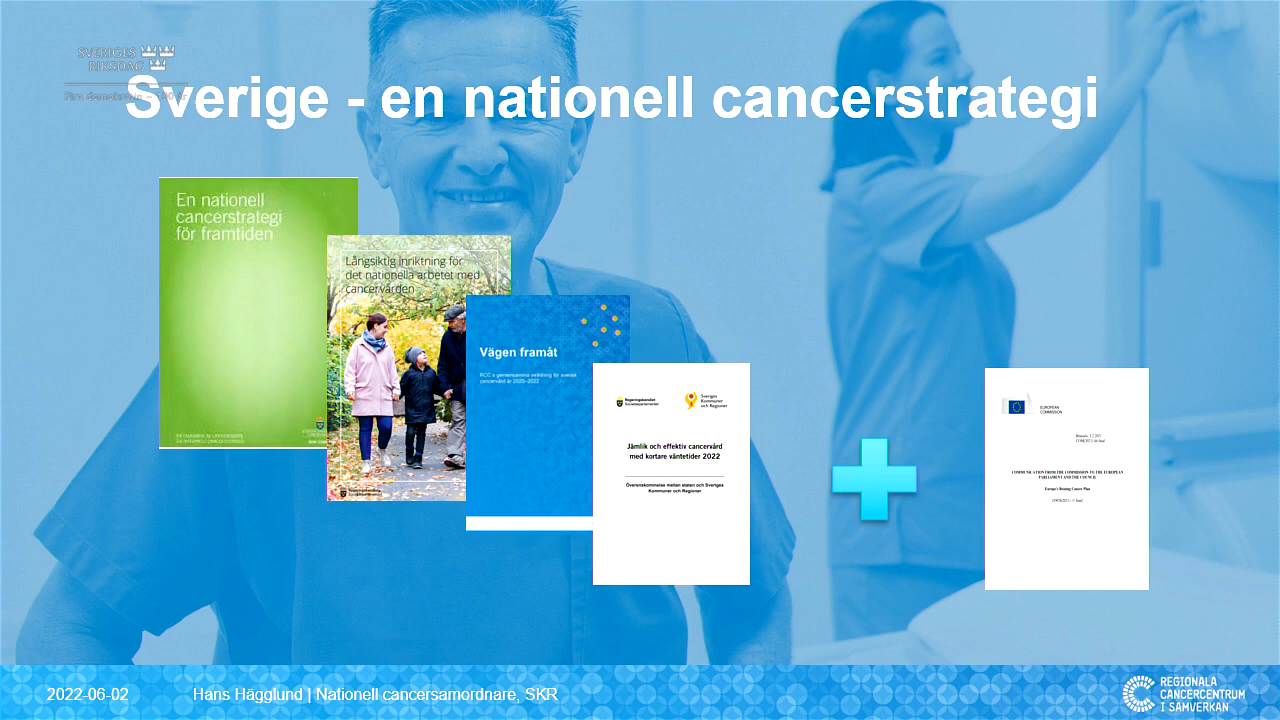 SVERIGES
RIKSDAG
Sverige - en nationell cancerstrategi
En nationell
cancerstrategi
för framtiden
Långsiktig inriktning för
det nationella arbetet med
cancervården
Vägen framåt
RCC:s gemensamma inriktning för svensk
cancervård år 2020–2022
Regeringskansliet
Socialdepartementet
Sveriges
Kommuner
och Regioner
Jämlik och effektiv cancervård
med kortare väntetider 2022
Överenskommelse mellan staten och Sveriges
Kommuner och Regioner
EUROPEAN
COMMISSION
COMMUNICATION FROM THE COMMISSION TO THE EUROPEAN
PARLIAMENT AND THE COUNCIL
Europe's Beating Cancer Plan
2022-06-02
Hans Hägglund | Nationell cancersamordnare, SKR
REGIONALA
CANCERCENTRUM
I SAMVERKAN